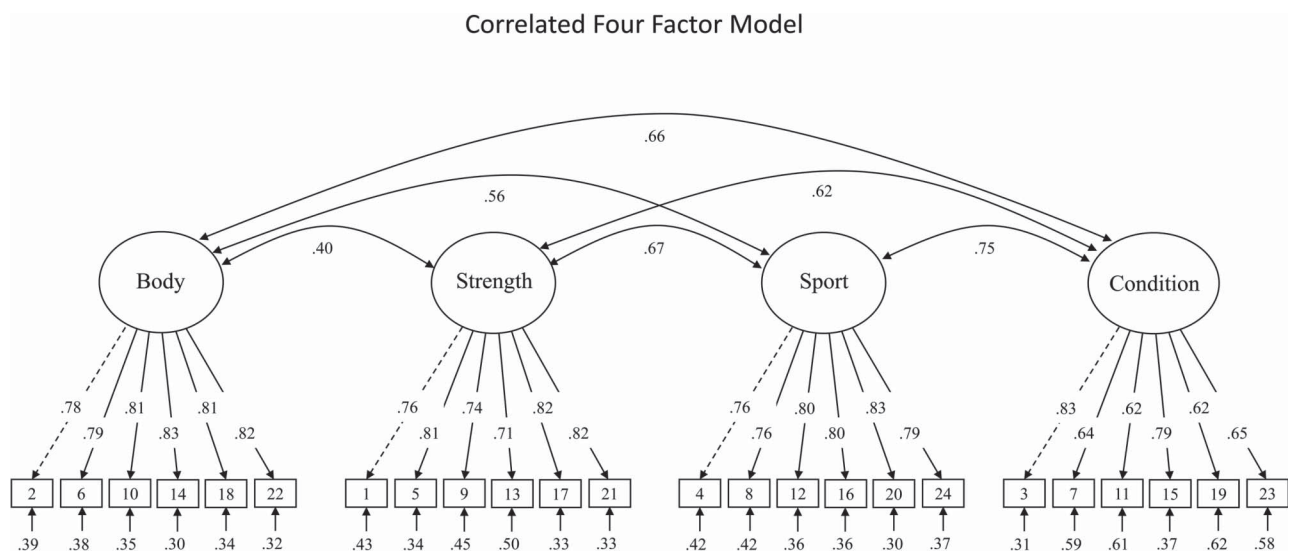 Correlated Four Factor Model
.66
.56 .62
.40 .67 .75
Body Strength Sport Condition
.78 .81 .81 .76 .74 .82 .76 .80 .83 .83 .62 .62
.79 .83 .82 .81 .71 .82 .76 .80 .79 .64 .79 .65
2 6 10 14 18 22 1 5 9 13 17 21 4 8 12 16 20 24 3 7 11 15 19 23
.39 .38 .35 .30 .34 .32 .43 .34 .45 .50 .33 .33 .42 .42 .36 .36 .30 .37 .31 .59 .61 .37 .62 .58